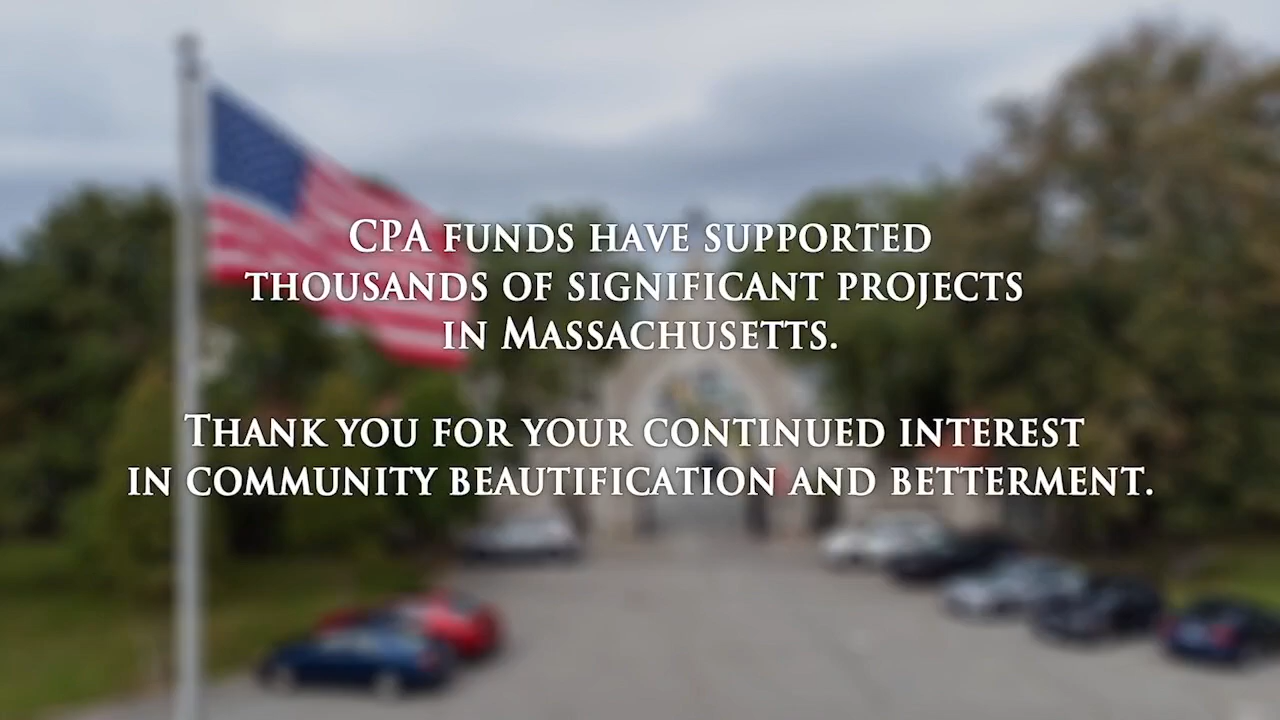 CPA funds have supported
thousands of significant projects
in Massachusetts.
Thank you for your continued interest
in community beautification and betterment.